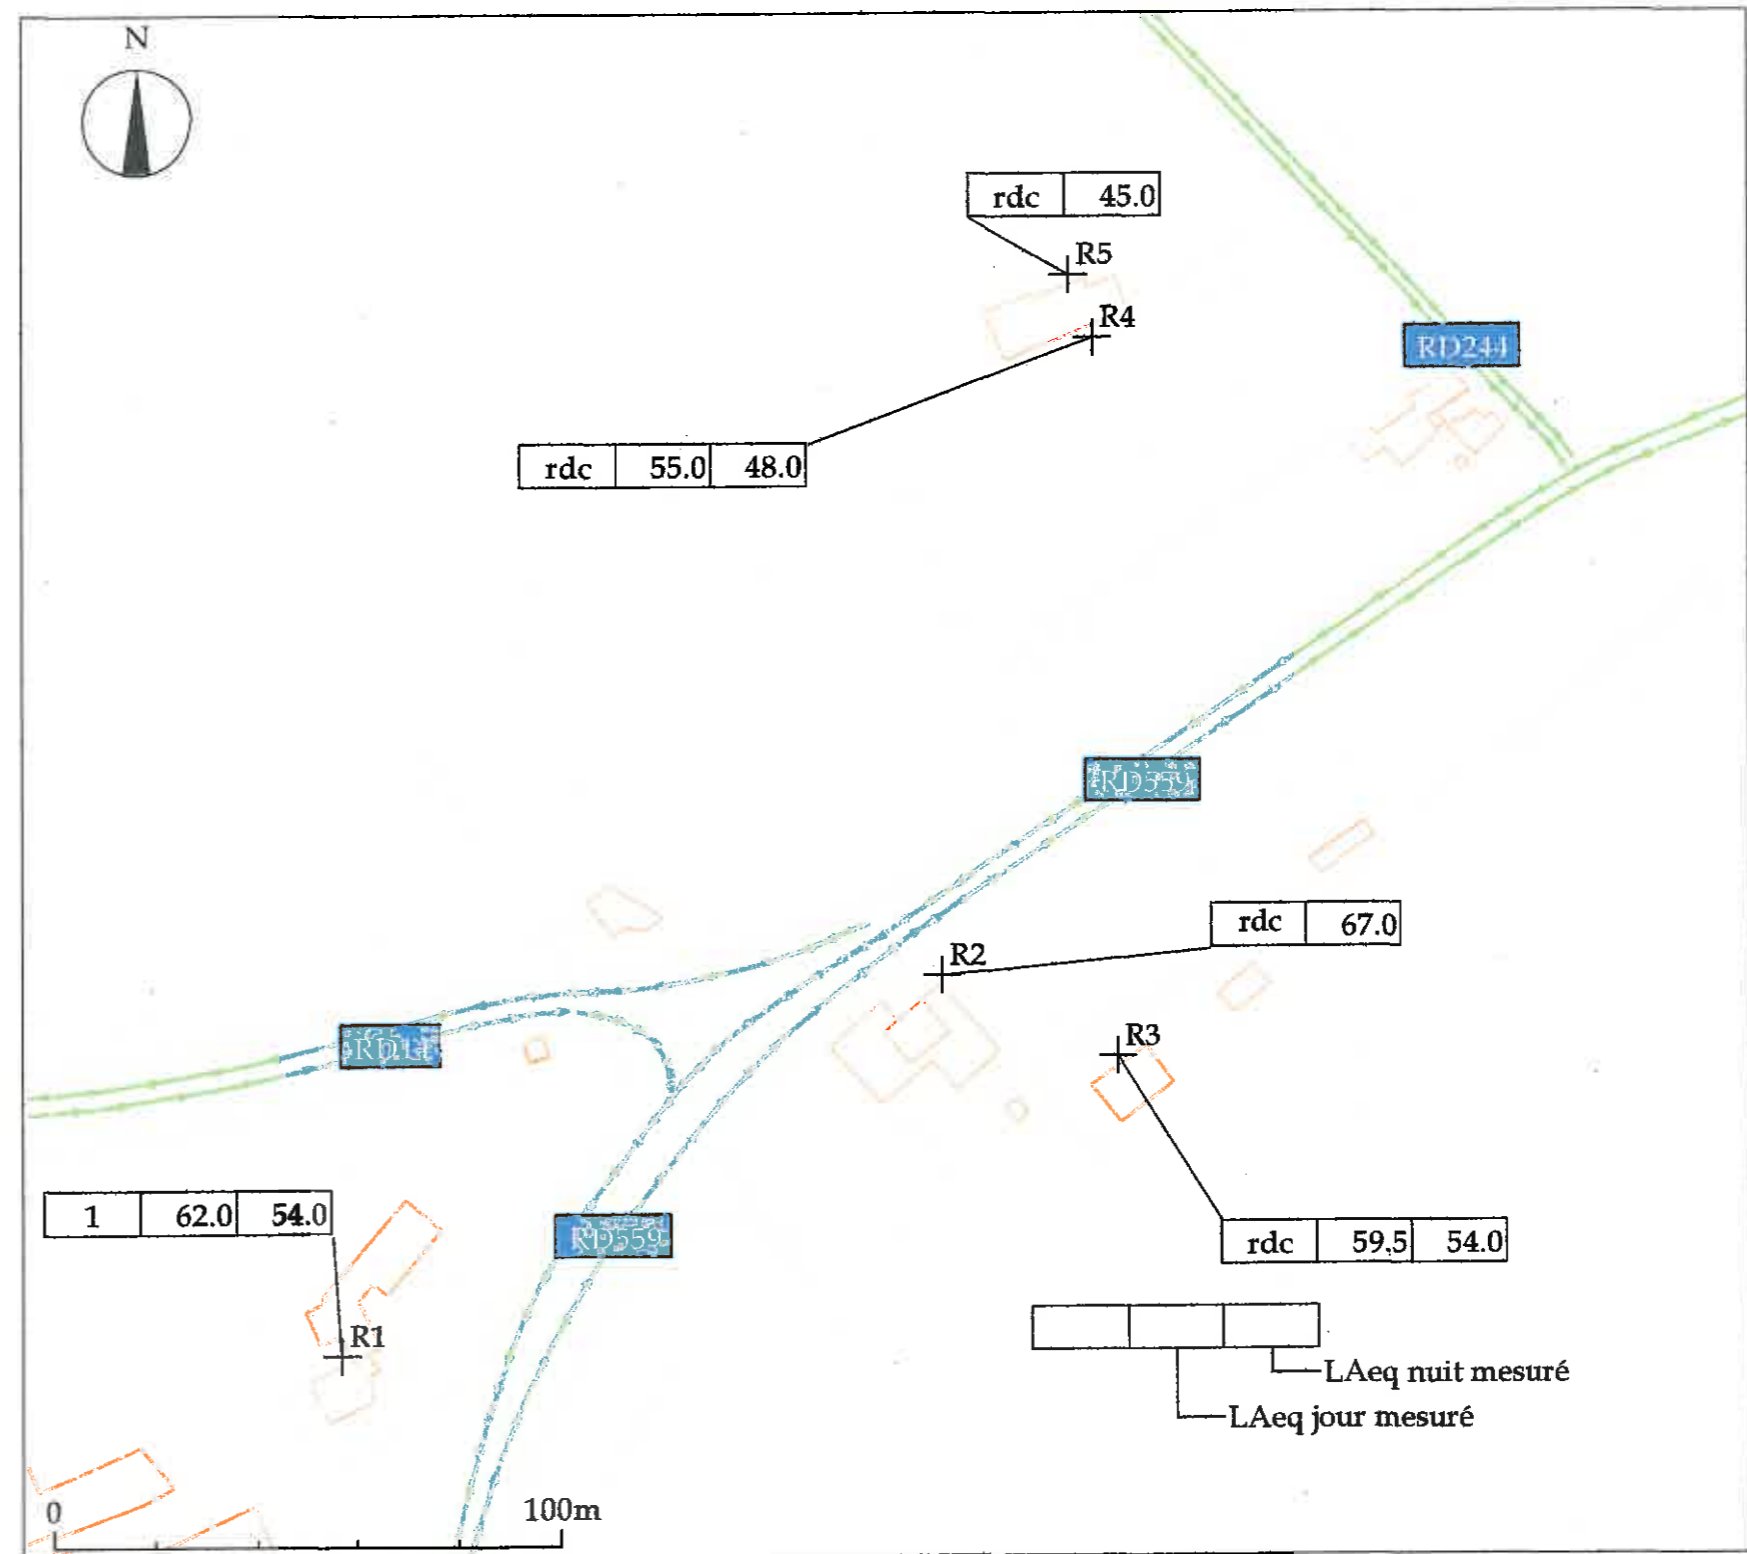 N
rdc 45.0
R5
R4
RD244
rdc 55.0 48.0
RD559
rdc 67.0
R2
R3
1 62.0 54.0
RD559
rdc 59.5 54.0
R1
LAeq nuit mesuré
LAeq jour mesuré
0 100m